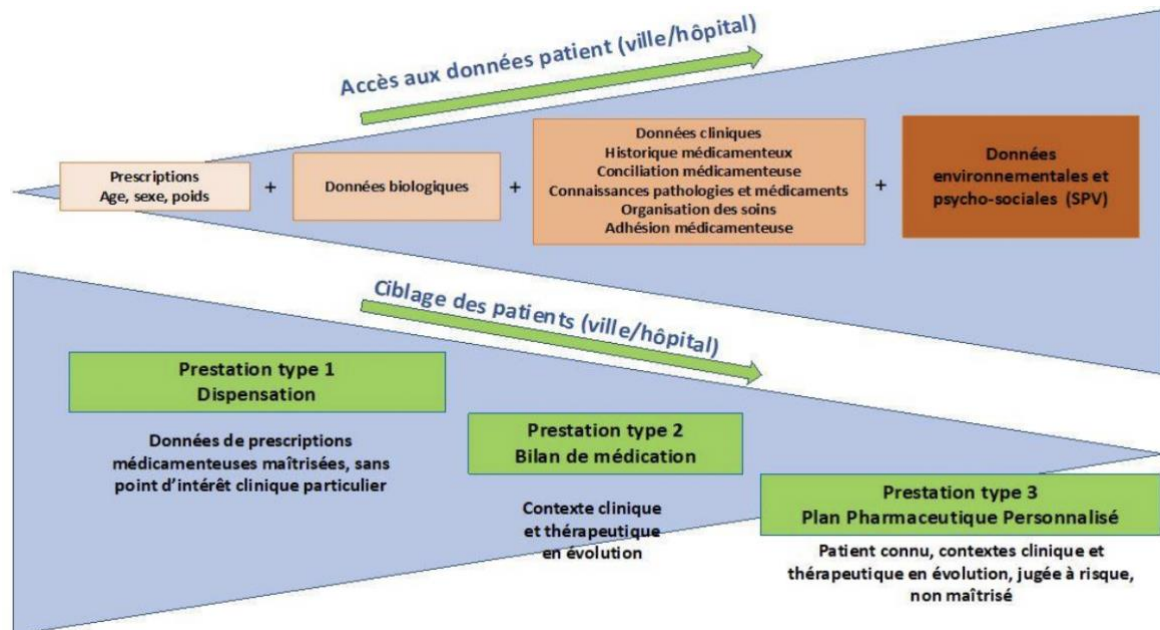 Accès aux données patient (ville/hôpital)
Prescriptions
Age, sexe, poids
+
Données biologiques
+
Données cliniques
Historique médicamenteux
Conciliation médicamenteuse
Connaissances pathologies et médicaments
Organisation des soins
Adhésion médicamenteuse
+
Données
environnementales et
psycho-sociales (SPV)
Ciblage des patients (ville/hôpital)
Prestation type 1
Dispensation
Données de prescriptions
médicamenteuses maîtrisées, sans
point d'intérêt clinique particulier
Prestation type 2
Bilan de médication
Contexte clinique
et thérapeutique
en évolution
Prestation type 3
Plan Pharmaceutique Personnalisé
Patient connu, contextes clinique et
thérapeutique en évolution, jugée à risque,
non maîtrisé